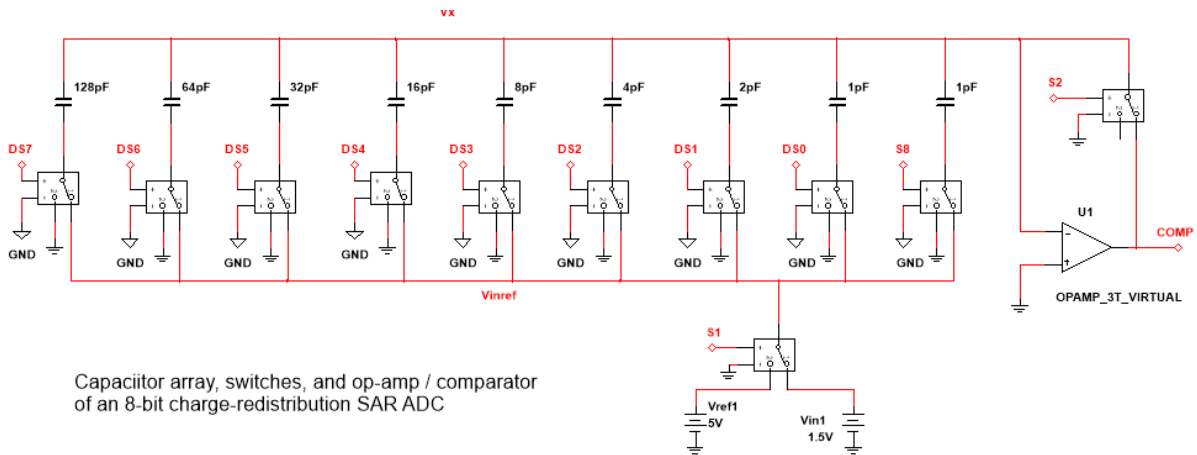 vx
128pF 64pF 32pF 16pF 8pF 4pF 2pF 1pF 1pF
S2
DS7 DS6 DS5 DS4 DS3 DS2 DS1 DS0 S8
U1
COMP
GND GND GND GND GND GND GND GND GND
Vinref
OPAMP_3T_VIRTUAL
S1
Capaciitor array, switches, and op-amp / comparator
of an 8-bit charge-redistribution SAR ADC
Vref1
5V
Vin1
1.5V